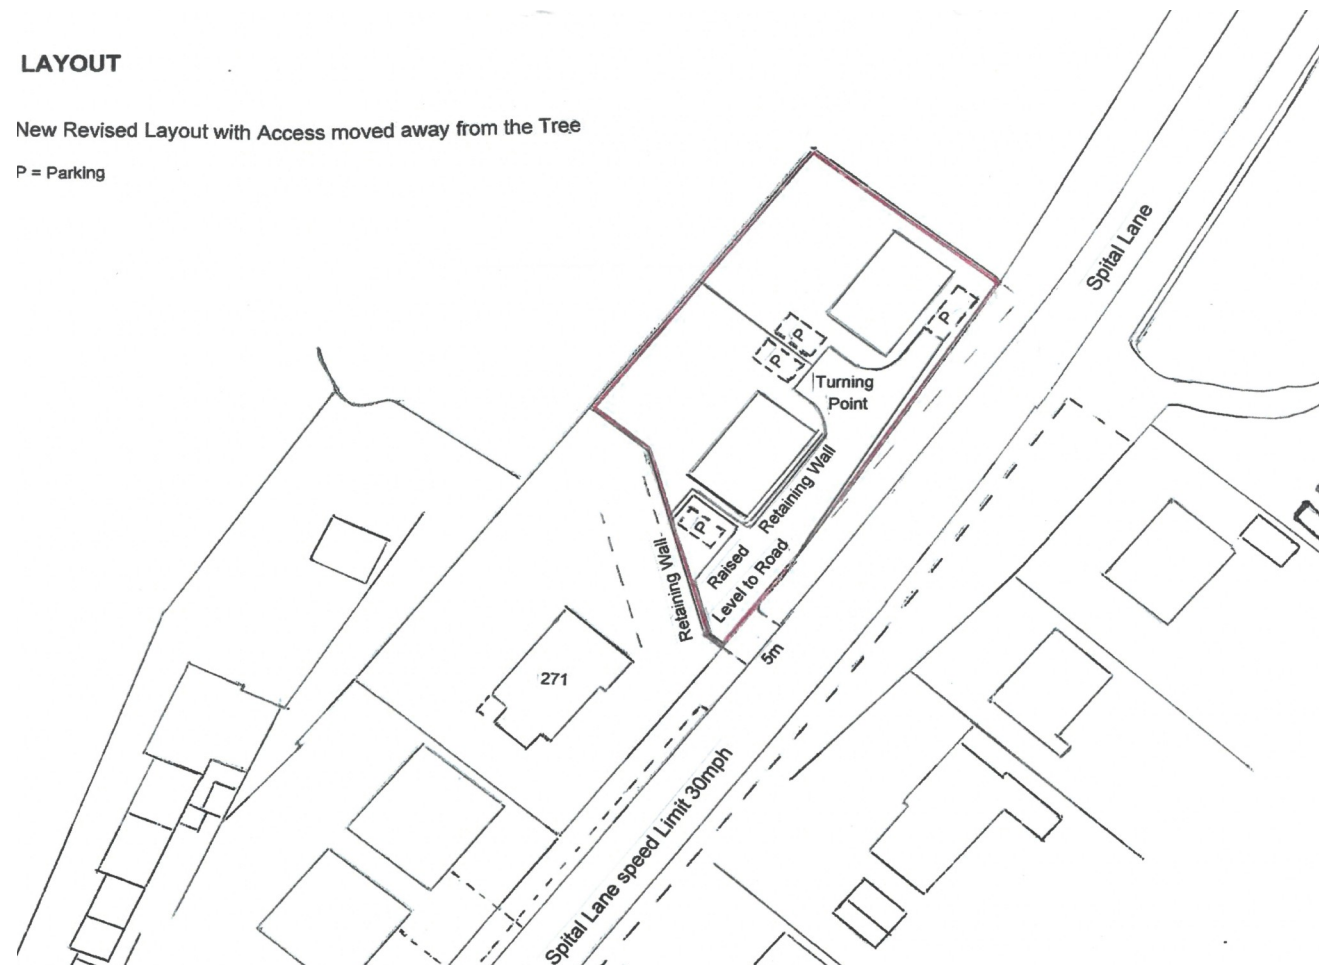 LAYOUT
New Revised Layout with Access moved away from the Tree
P = Parking
Spital Lane
P
P
P
Turning
Point
Retaining Wall
P
Retaining Wall
Raised
Level to Road
5m
271
Spital Lane speed Limit 30mph